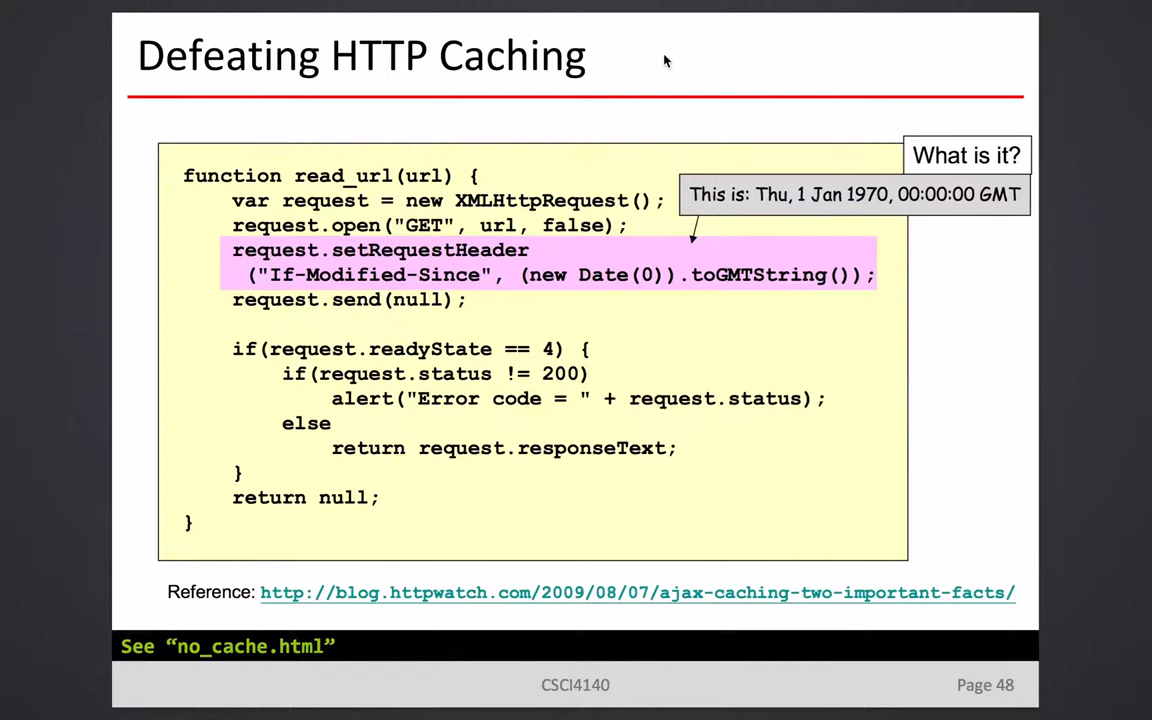 Defeating HTTP Caching
What is it?
This is: Thu, 1 Jan 1970, 00:00:00 GMT
function read_url(url) {
    var request = new XMLHttpRequest();
    request.open("GET", url, false);
    request.setRequestHeader
     ("If-Modified-Since", (new Date(0)).toGMTString());
    request.send(null);
    if(request.readyState == 4) {
        if(request.status != 200)
            alert("Error code = " + request.status);
        else
            return request.responseText;
    }
    return null;
}
Reference: http://blog.httpwatch.com/2009/08/07/ajax-caching-two-important-facts/
See “no_cache.html”
CSCI4140
Page 48